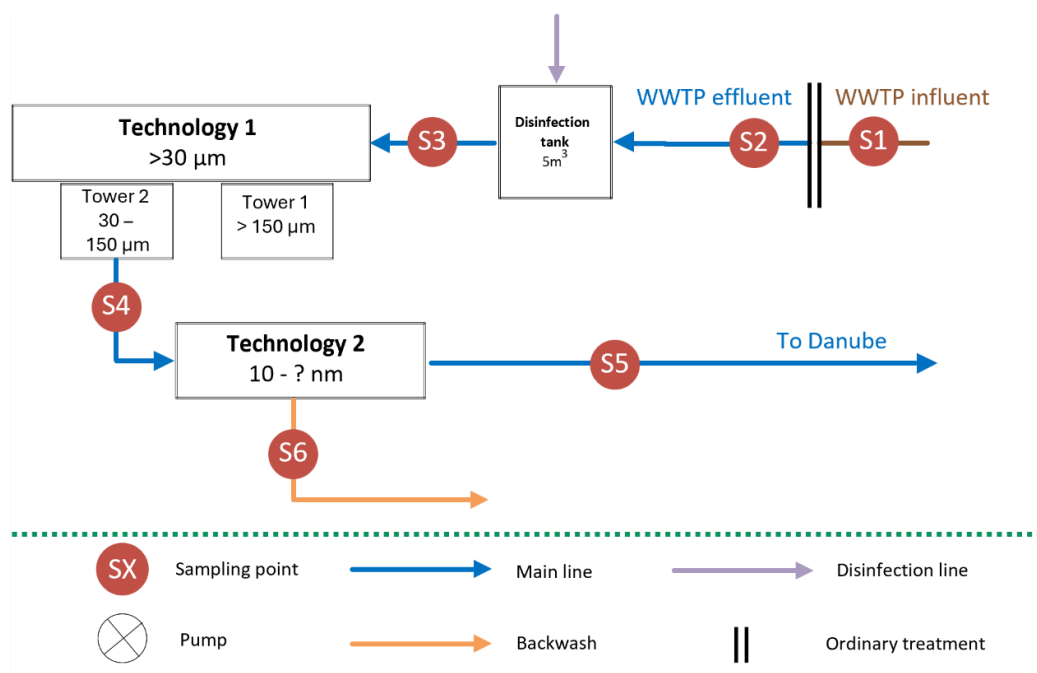 WWTP effluent
WWTP influent
S3
S2
S1
Disinfection
tank
5m³
Technology 1
>30 µm
Tower 2
30 –
150 µm
Tower 1
> 150 µm
S4
Technology 2
10 - ? nm
S5
To Danube
S6
SX
Sampling point
Main line
Disinfection line
Pump
Backwash
Ordinary treatment